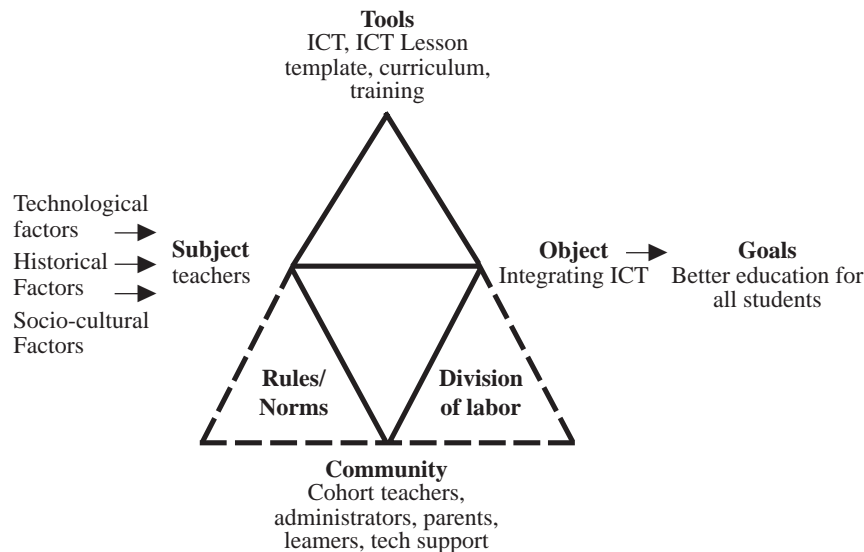 Tools
ICT, ICT Lesson
template, curriculum,
training
Technological
factors
Historical
Factors
Socio-cultural
Factors
Subject
teachers
Object
Integrating ICT
Goals
Better education for
all students
Rules/
Norms
Division
of labor
Community
Cohort teachers,
administrators, parents,
leamers, tech support